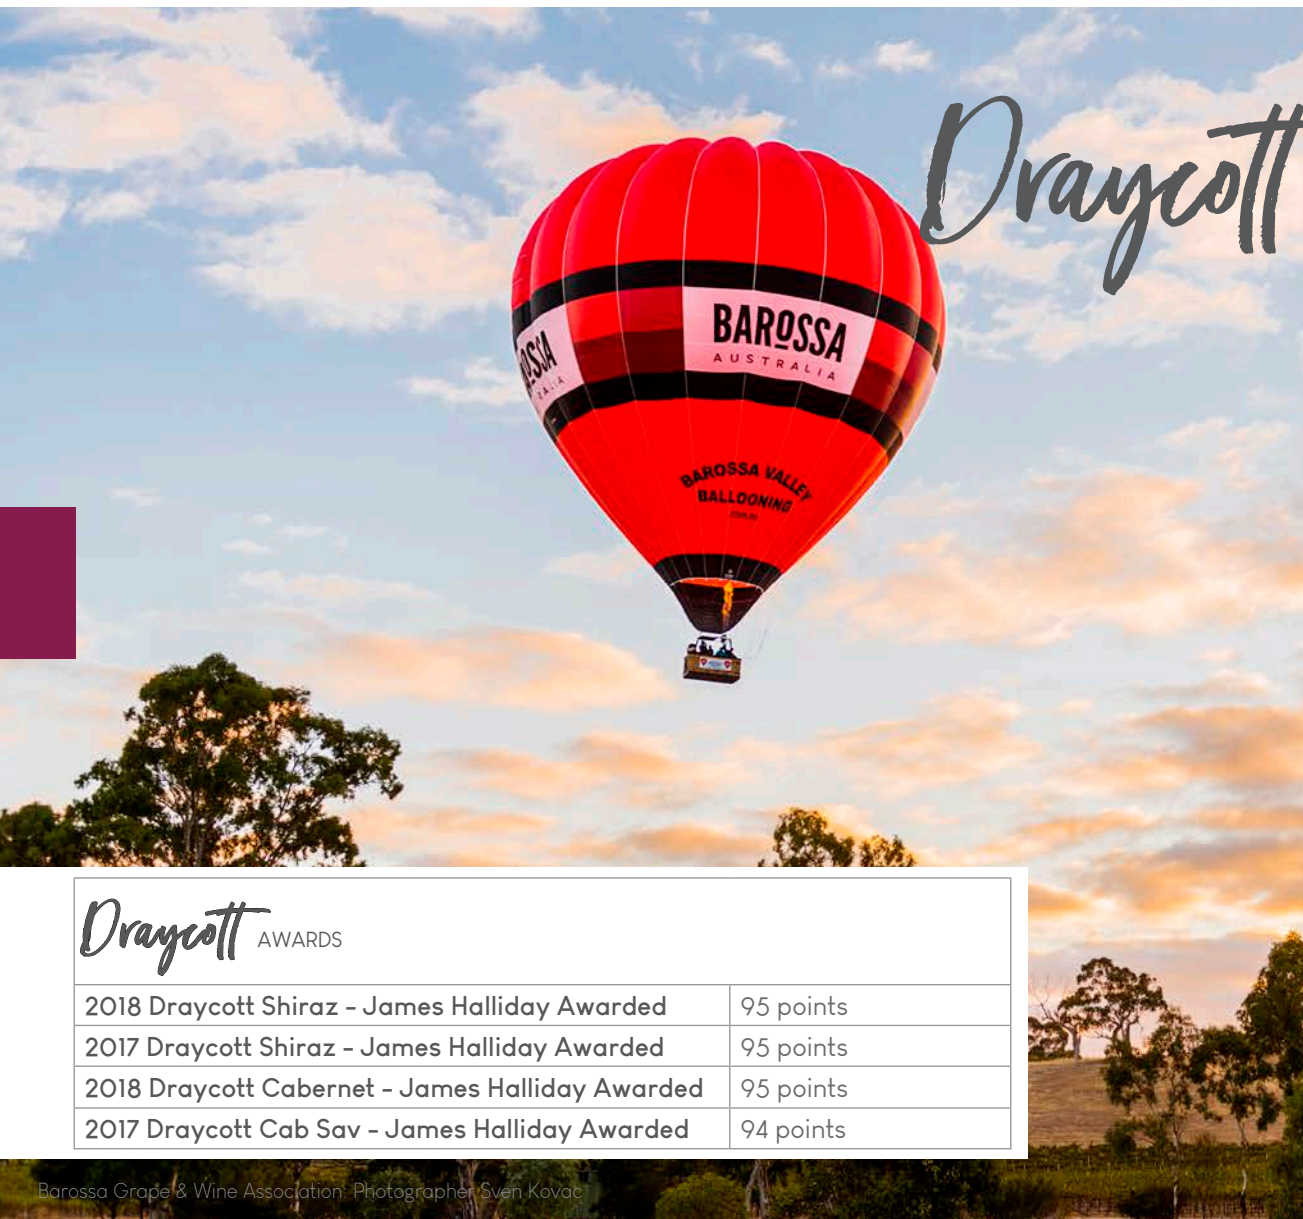 Draycott
BAROSSA
AUSTRALIA
OSSA
BAROSSA VALLEY
BALLOONING
Draycott AWARDS
2018 Draycott Shiraz - James Halliday Awarded 95 points
2017 Draycott Shiraz - James Halliday Awarded 95 points
2018 Draycott Cabernet - James Halliday Awarded 95 points
2017 Draycott Cab Sav - James Halliday Awarded 94 points
Barossa Grape & Wine Association: Photographer Sven Kovac